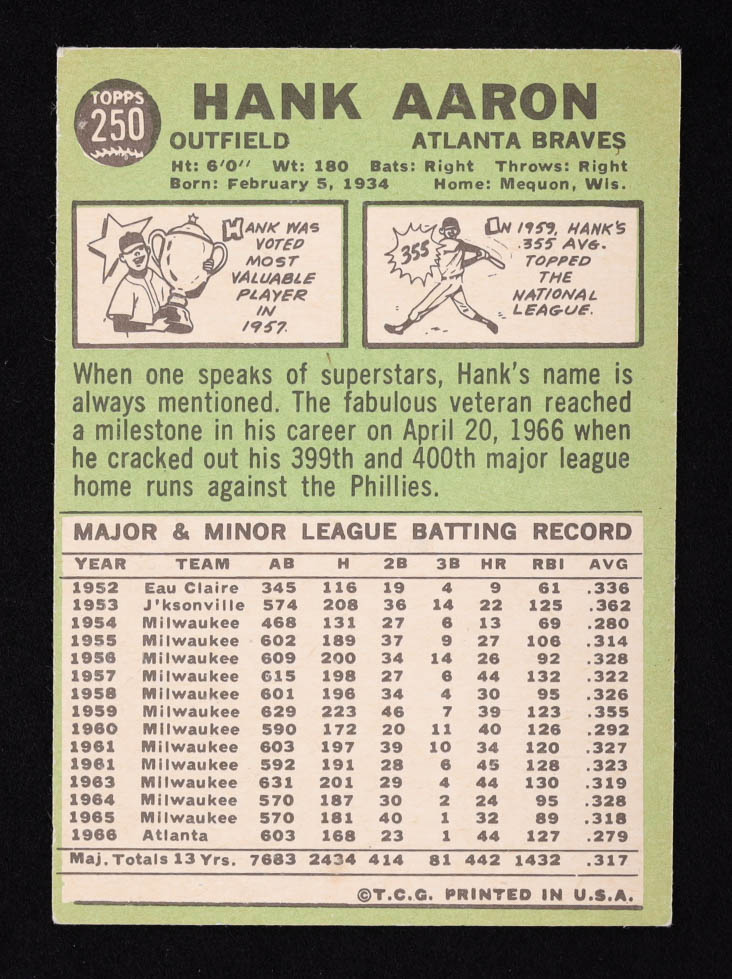 TOPPS
250
HANK AARON
OUTFIELD ATLANTA BRAVES
Ht: 6'0" Wt: 180 Bats: Right Throws: Right
Born: February 5, 1934 Home: Mequon, Wis.
HANK WAS
VOTED
MOST
VALUABLE
PLAYER
IN
1957.
355
IN 1959, HANK'S
.355 AVG.
TOPPED
THE
NATIONAL
LEAGUE.
When one speaks of superstars, Hank's name is
always mentioned. The fabulous veteran reached
a milestone in his career on April 20, 1966 when
he cracked out his 399th and 400th major league
home runs against the Phillies.
MAJOR & MINOR LEAGUE BATTING RECORD
YEAR TEAM AB H 2B 3B HR RBI AVG
1952 Eau Claire 345 116 19 4 9 61 .336
1953 J'ksonville 574 208 36 14 22 125 .362
1954 Milwaukee 468 131 27 6 13 69 .280
1955 Milwaukee 602 189 37 9 27 106 .314
1956 Milwaukee 609 200 34 14 26 92 .328
1957 Milwaukee 615 198 27 6 44 132 .322
1958 Milwaukee 601 196 34 4 30 95 .326
1959 Milwaukee 629 223 46 7 39 123 .355
1960 Milwaukee 590 172 20 11 40 126 .292
1961 Milwaukee 603 197 39 10 34 120 .327
1961 Milwaukee 592 191 28 6 45 128 .323
1963 Milwaukee 631 201 29 4 44 130 .319
1964 Milwaukee 570 187 30 2 24 95 .328
1965 Milwaukee 570 181 40 1 32 89 .318
1966 Atlanta 603 168 23 1 44 127 .279
Maj. Totals 13 Yrs. 7683 2434 414 81 442 1432 .317
©T.C.G. PRINTED IN U.S.A.